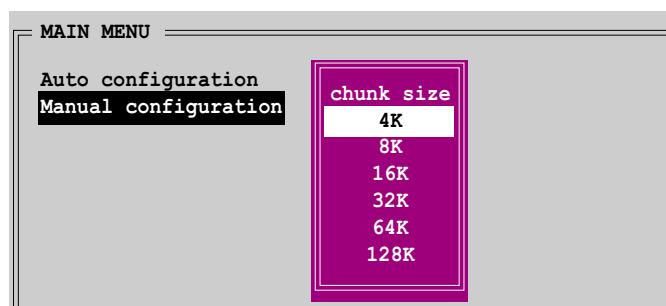 MAIN MENU
Auto configuration
Manual configuration
chunk size
4K
8K
16K
32K
64K
128K